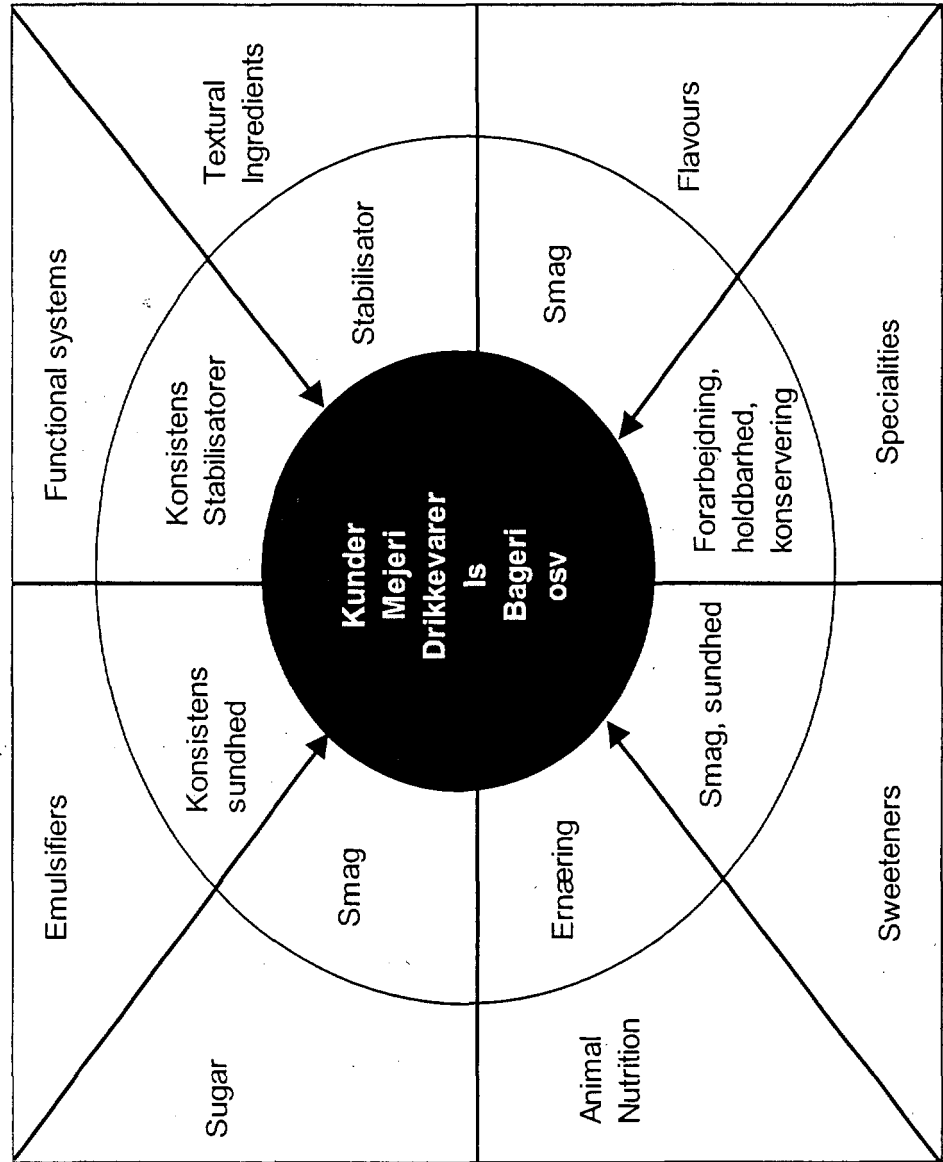 Emulsifiers
Functional systems
Sugar
Konsistens
sundhed
Konsistens
Stabilisatorer
Textural
Ingredients
Smag
Stabilisator
Kunder
Mejeri
Drikkevarer
Is
Bageri
osv
Ernæring
Smag
Animal
Nutrition
Smag, sundhed
Forarbejdning,
holdbarhed,
konservering
Flavours
Sweeteners
Specialities